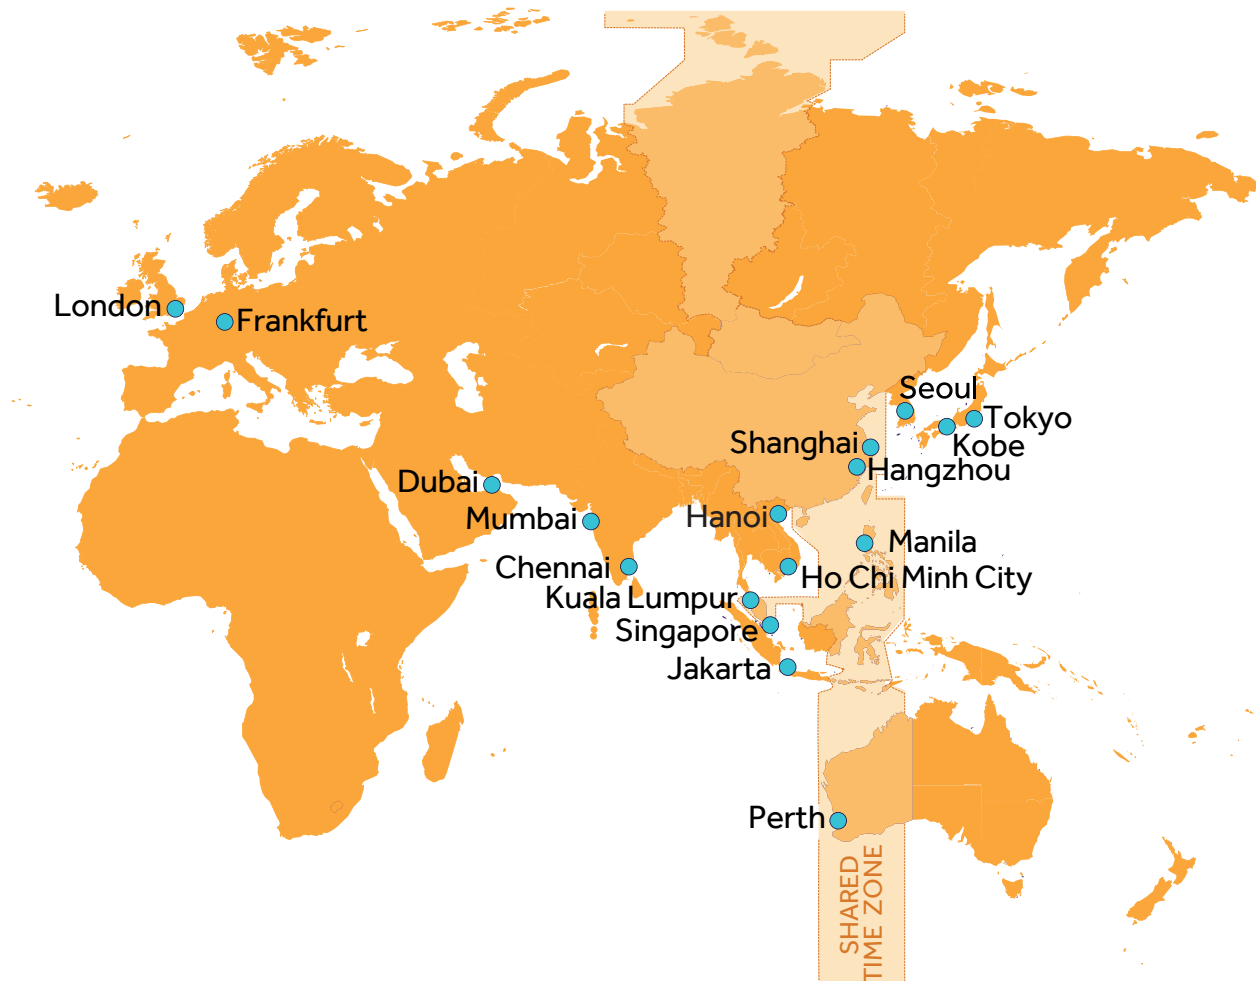 London
Frankfurt
Seoul
Tokyo
Kobe
Shanghai
Hangzhou
Dubai
Mumbai
Hanoi
Manila
Chennai
Ho Chi Minh City
Kuala Lumpur
Singapore
Jakarta
Perth
SHARED
TIME ZONE